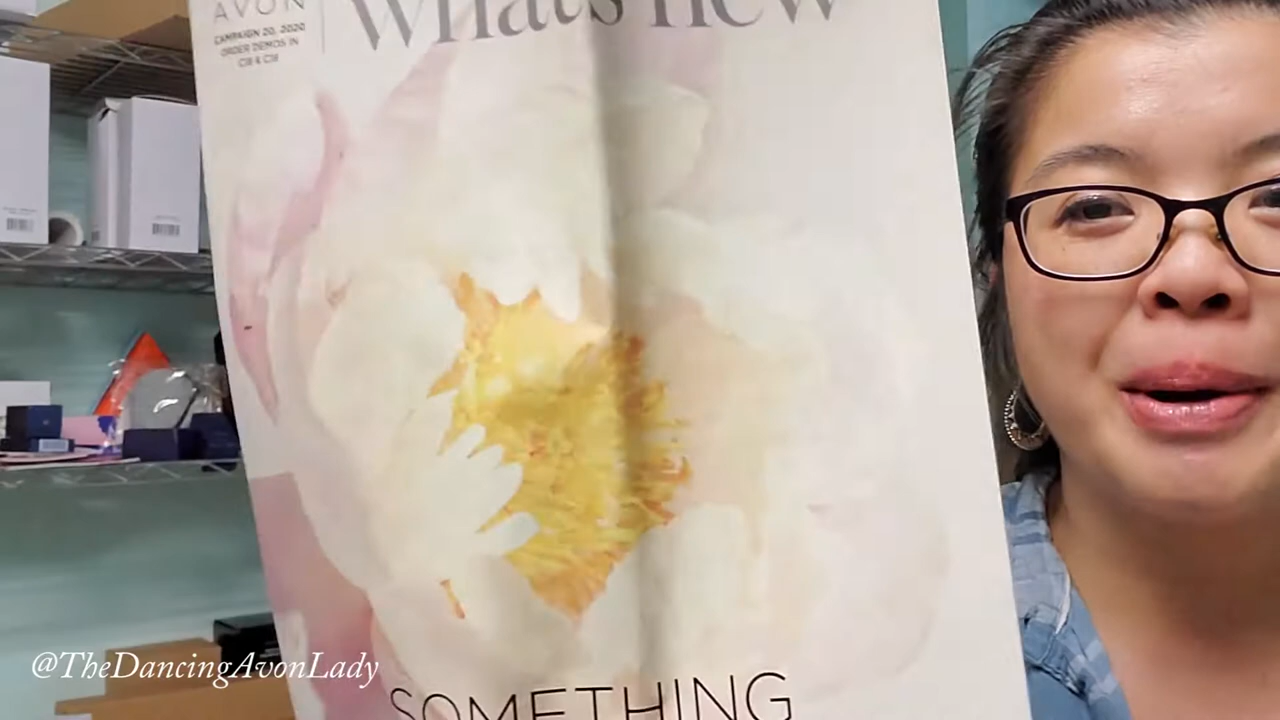 AVON
CAMPAIGN 20, 2020
ORDER DEMOS IN
C18 & C19
What's new
SOMETHING
@TheDancingAvonLady